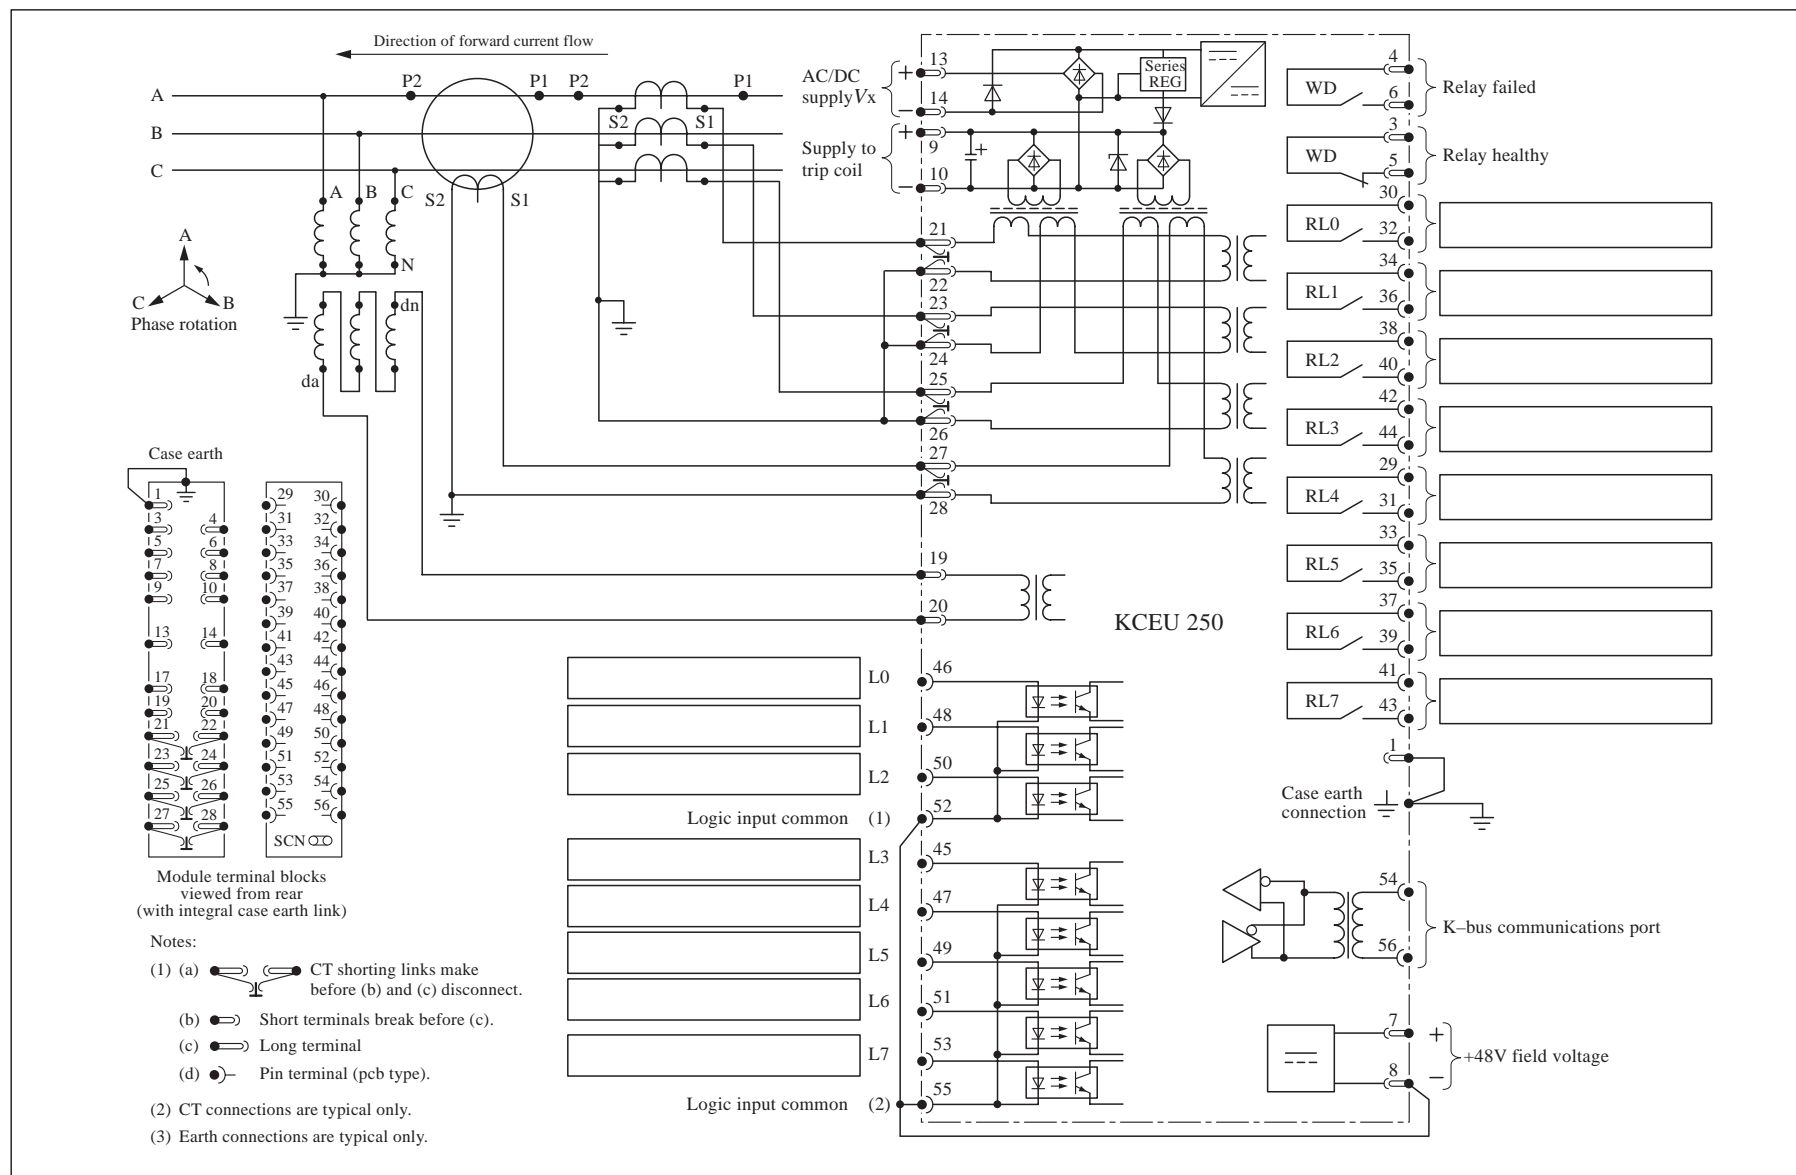 Direction of forward current flow
P2
P1
P2
P1
A
B
C
S2
S1
S2
S1
A
B
C
N
dn
da
A
C
B
Phase rotation
AC/DC
supply Vx
+
13
−
14
Supply to
trip coil
+
9
−
10
+
Series
REG
21
22
23
24
25
26
27
28
19
20
KCEU 250
WD
4
6
Relay failed
WD
3
5
Relay healthy
RL0
30
32
RL1
34
36
RL2
38
40
RL3
42
44
RL4
29
31
RL5
33
35
RL6
37
39
RL7
41
43
1
Case earth
connection
54
56
K–bus communications port
7
+
8
−
+48V field voltage
L0
46
L1
48
L2
50
Logic input common (1)
52
L3
45
L4
47
L5
49
L6
51
L7
53
Logic input common (2)
55
Case earth
1
3 4
5 6
7 8
9 10
13 14
17 18
19 20
21 22
23 24
25 26
27 28
29 30
31 32
33 34
35 36
37 38
39 40
41 42
43 44
45 46
47 48
49 50
51 52
53 54
55 56
SCN
Module terminal blocks
viewed from rear
(with integral case earth link)
Notes:
(1) (a) CT shorting links make
before (b) and (c) disconnect.
(b) Short terminals break before (c).
(c) Long terminal
(d) Pin terminal (pcb type).
(2) CT connections are typical only.
(3) Earth connections are typical only.